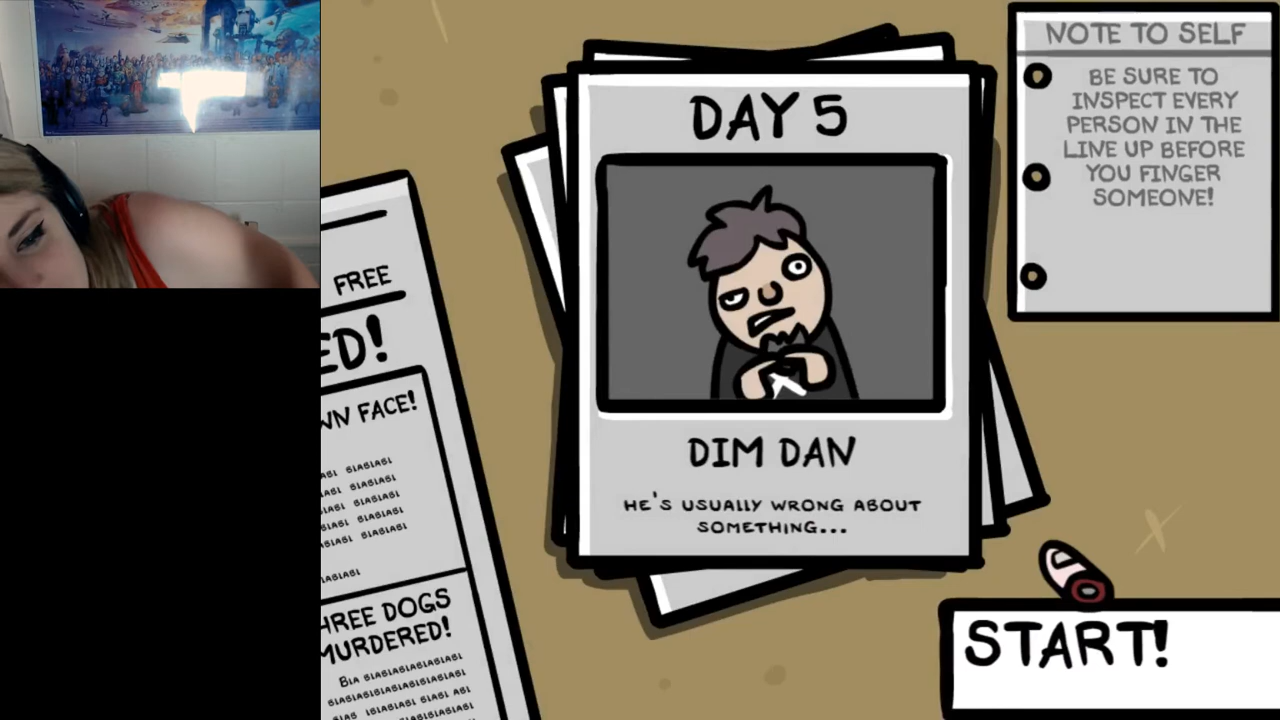 FREE
ED!
WN FACE!
HREE DOGS
MURDERED!
DAY 5
DIM DAN
HE'S USUALLY WRONG ABOUT
SOMETHING...
NOTE TO SELF
BE SURE TO
INSPECT EVERY
PERSON IN THE
LINE UP BEFORE
YOU FINGER
SOMEONE!
START!